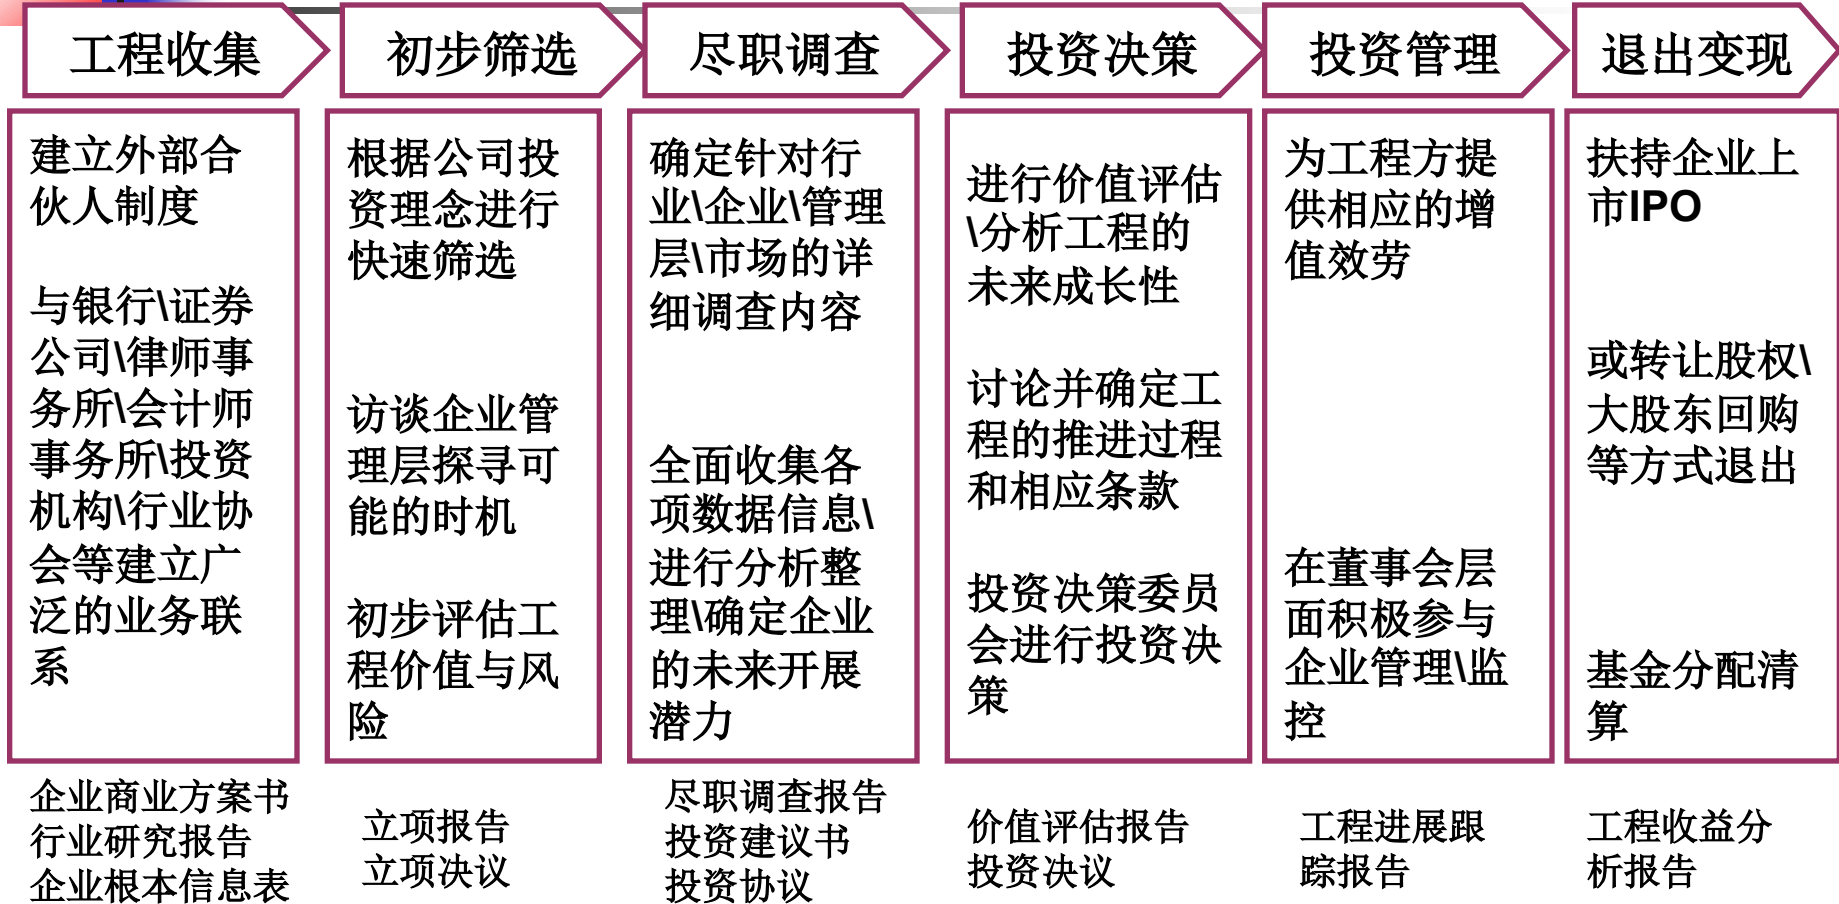 工程收集
初步筛选
尽职调查
投资决策
投资管理
退出变现
建立外部合
伙人制度
与银行\证券
公司\律师事
务所\会计师
事务所\投资
机构\行业协
会等建立广
泛的业务联
系
根据公司投
资理念进行
快速筛选
访谈企业管
理层探寻可
能的时机
初步评估工
程价值与风
险
确定针对行
业\企业\管理
层\市场的详
细调查内容
全面收集各
项数据信息\
进行分析整
理\确定企业
的未来开展
潜力
进行价值评估
\分析工程的
未来成长性
讨论并确定工
程的推进过程
和相应条款
投资决策委员
会进行投资决
策
为工程方提
供相应的增
值效劳
在董事会层
面积极参与
企业管理\监
控
扶持企业上
市IPO
或转让股权\
大股东回购
等方式退出
基金分配清
算
企业商业方案书
行业研究报告
企业根本信息表
立项报告
立项决议
尽职调查报告
投资建议书
投资协议
价值评估报告
投资决议
工程进展跟
踪报告
工程收益分
析报告